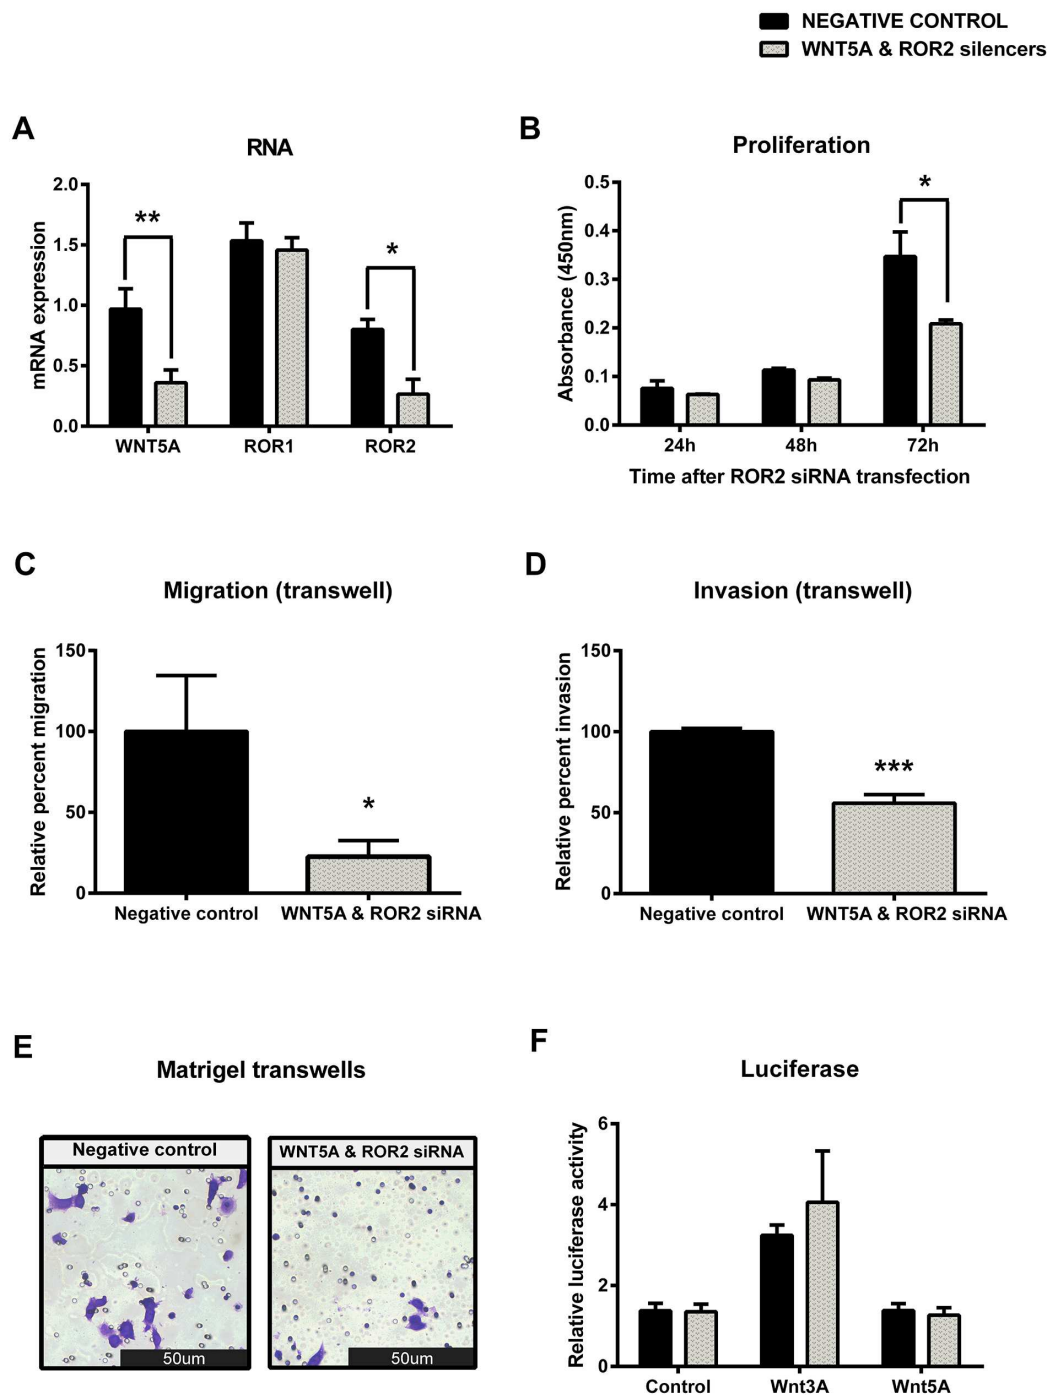 NEGATIVE CONTROL
WNT5A & ROR2 silencers
A
RNA
mRNA expression
2.0
1.5
1.0
0.5
0.0
**
*
WNT5A ROR1 ROR2
B
Proliferation
Absorbance (450nm)
0.5
0.4
0.3
0.2
0.1
0.0
*
24h 48h 72h
Time after ROR2 siRNA transfection
C
Migration (transwell)
Relative percent migration
150
100
50
0
*
Negative control WNT5A & ROR2 siRNA
D
Invasion (transwell)
Relative percent invasion
150
100
50
0
***
Negative control WNT5A & ROR2 siRNA
E
Matrigel transwells
Negative control
50um
WNT5A & ROR2 siRNA
50um
F
Luciferase
Relative luciferase activity
6
4
2
0
Control Wnt3A Wnt5A